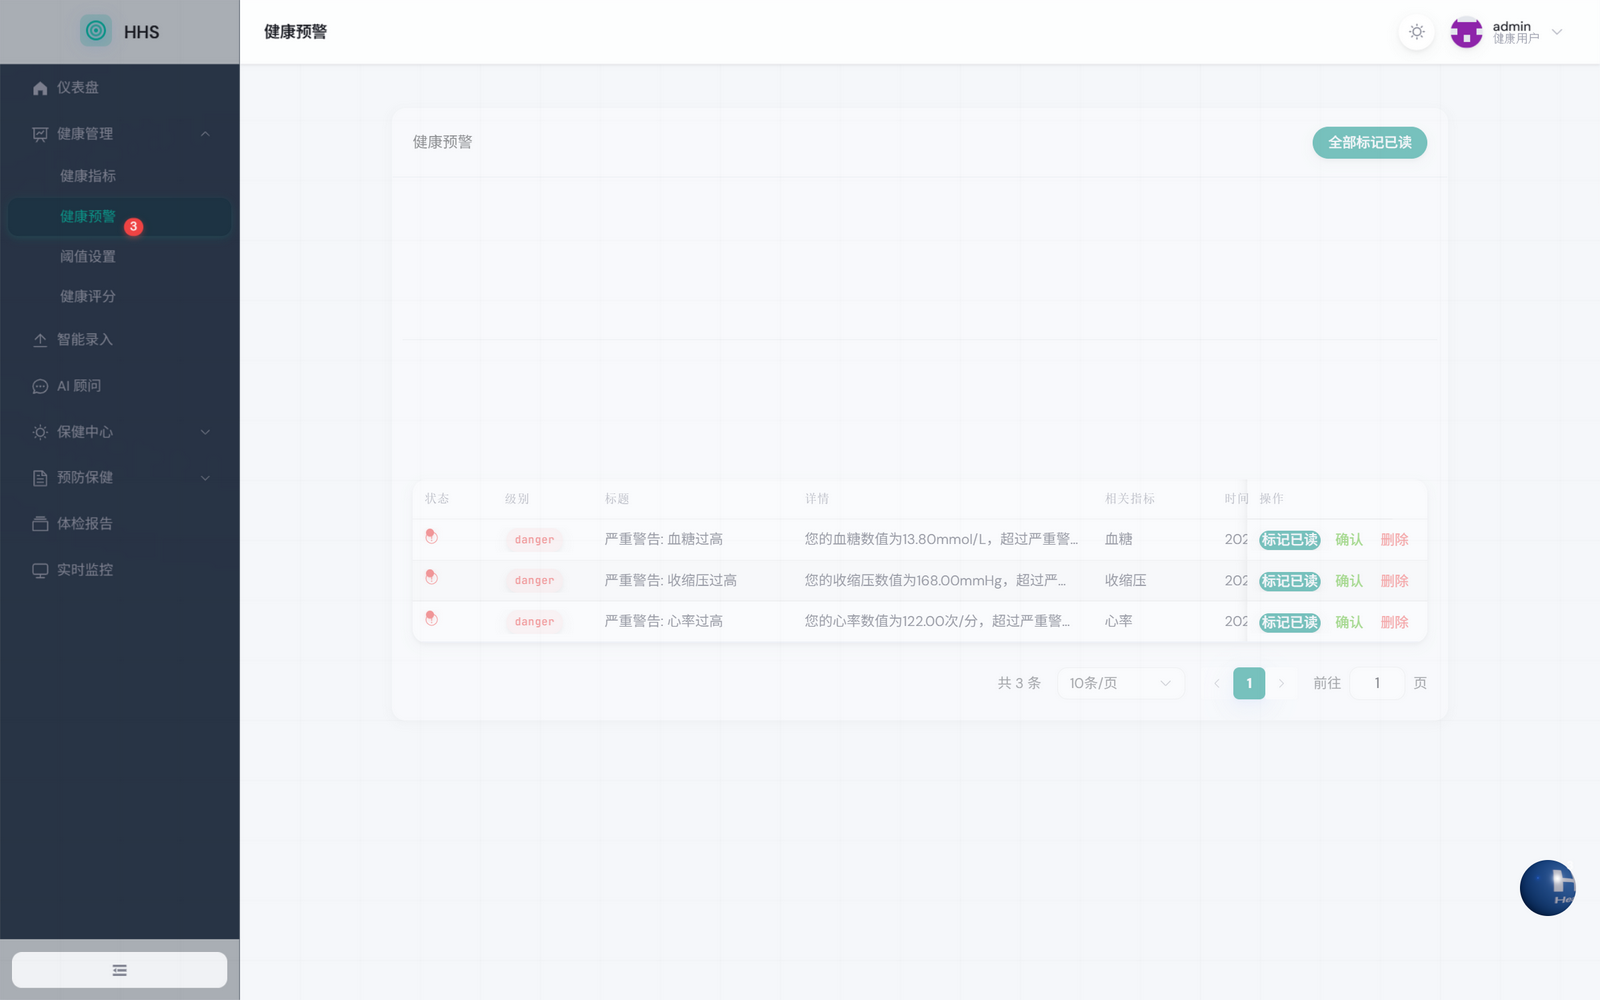 HHS
健康预警
admin
健康用户
仪表盘
健康管理
健康指标
健康预警
3
阈值设置
健康评分
智能录入
AI 顾问
保健中心
预防保健
体检报告
实时监控
健康预警
全部标记已读
状态 级别 标题 详情 相关指标 时间 操作
danger 严重警告: 血糖过高 您的血糖数值为13.80mmol/L，超过严重警... 血糖 202 标记已读 确认 删除
danger 严重警告: 收缩压过高 您的收缩压数值为168.00mmHg，超过严... 收缩压 202 标记已读 确认 删除
danger 严重警告: 心率过高 您的心率数值为122.00次/分，超过严重警... 心率 202 标记已读 确认 删除
共 3 条 10条/页 1 前往 1 页
H